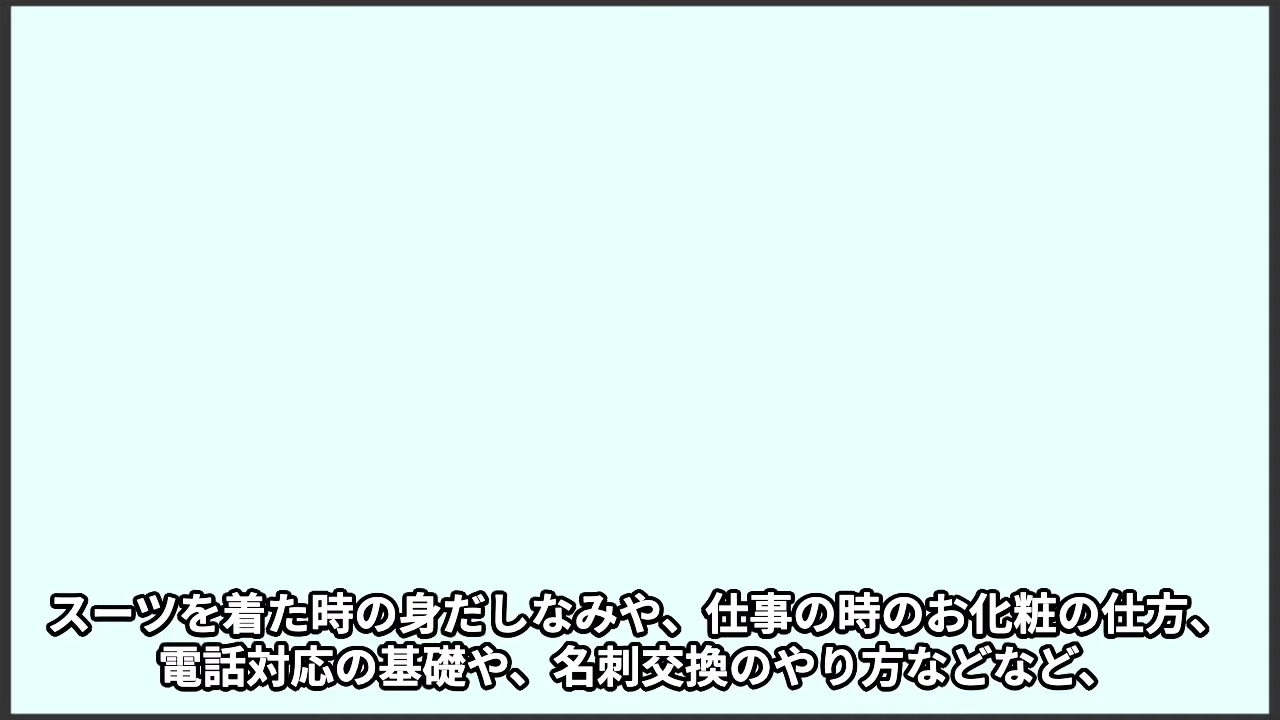 スーツを着た時の身だしなみや、仕事の時のお化粧の仕方、
電話対応の基礎や、名刺交換のやり方などなど、